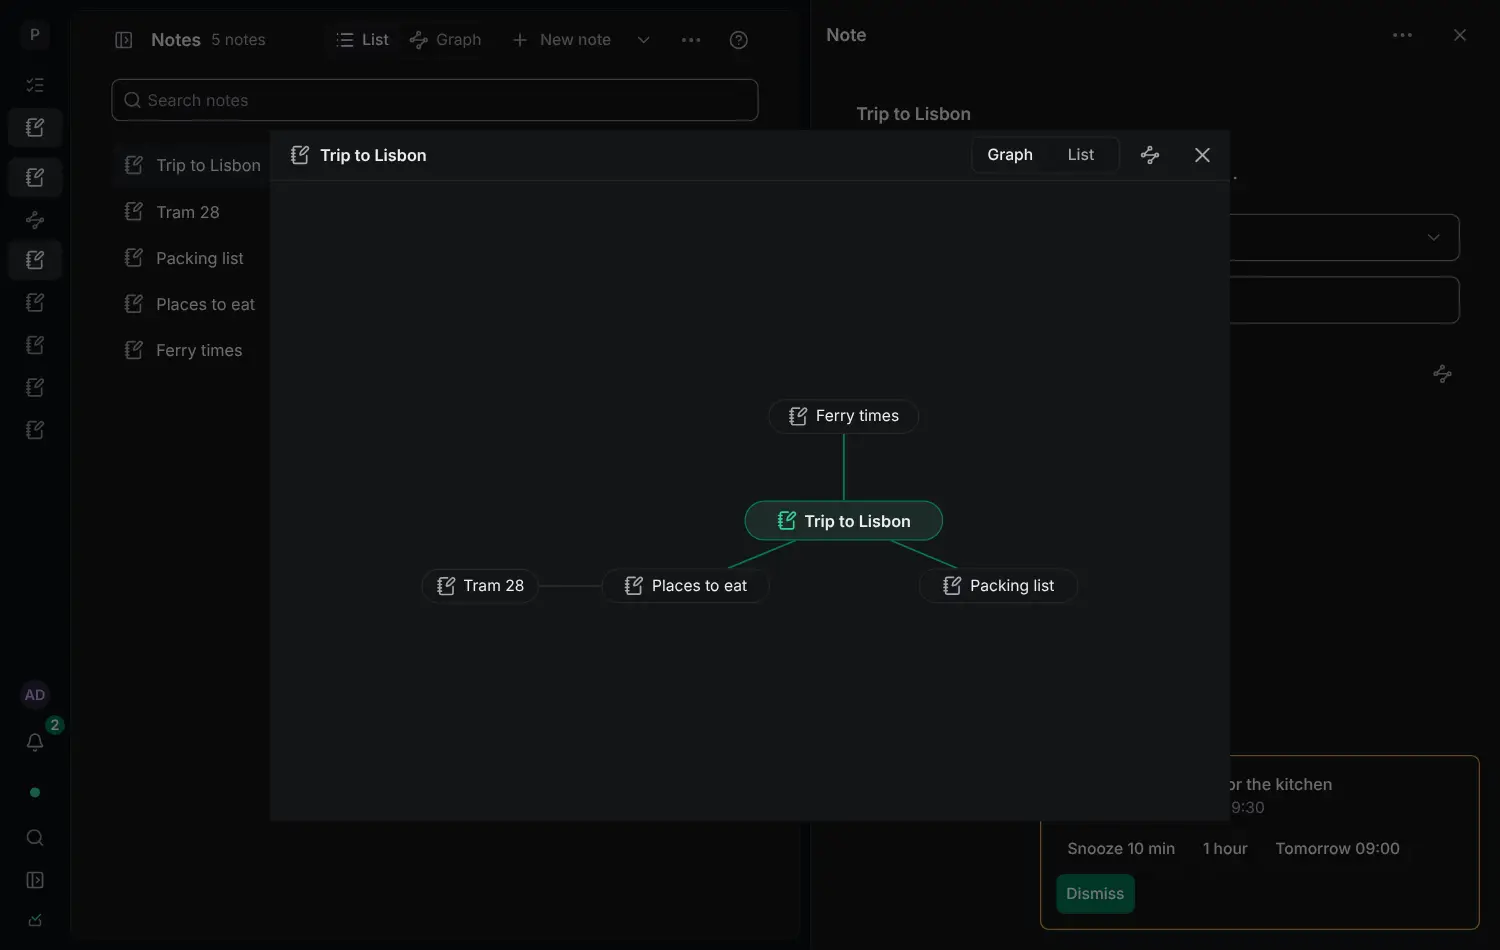 P
Notes 5 notes
List
Graph
New note
Search notes
Trip to Lisbon
Tram 28
Packing list
Places to eat
Ferry times
AD
2
Note
Trip to Lisbon
Trip to Lisbon
Graph
List
Ferry times
Trip to Lisbon
Tram 28
Places to eat
Packing list
the kitchen
9:30
Snooze 10 min
1 hour
Tomorrow 09:00
Dismiss